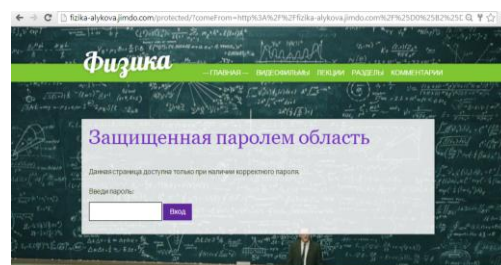 fizika-alykova.jimdo.com/protected/?comeFrom=http%3A%2F%2Ffizika-alykova.jimdo.com%2F%25D0%25B2%25
Физика
—ГЛАВНАЯ— ВИДЕОФИЛЬМЫ ЛЕКЦИИ РАЗДЕЛЫ КОММЕНТАРИИ
Защищенная паролем область
Данная страница доступна только при наличии корректного пароля.
Введи пароль:
Вход